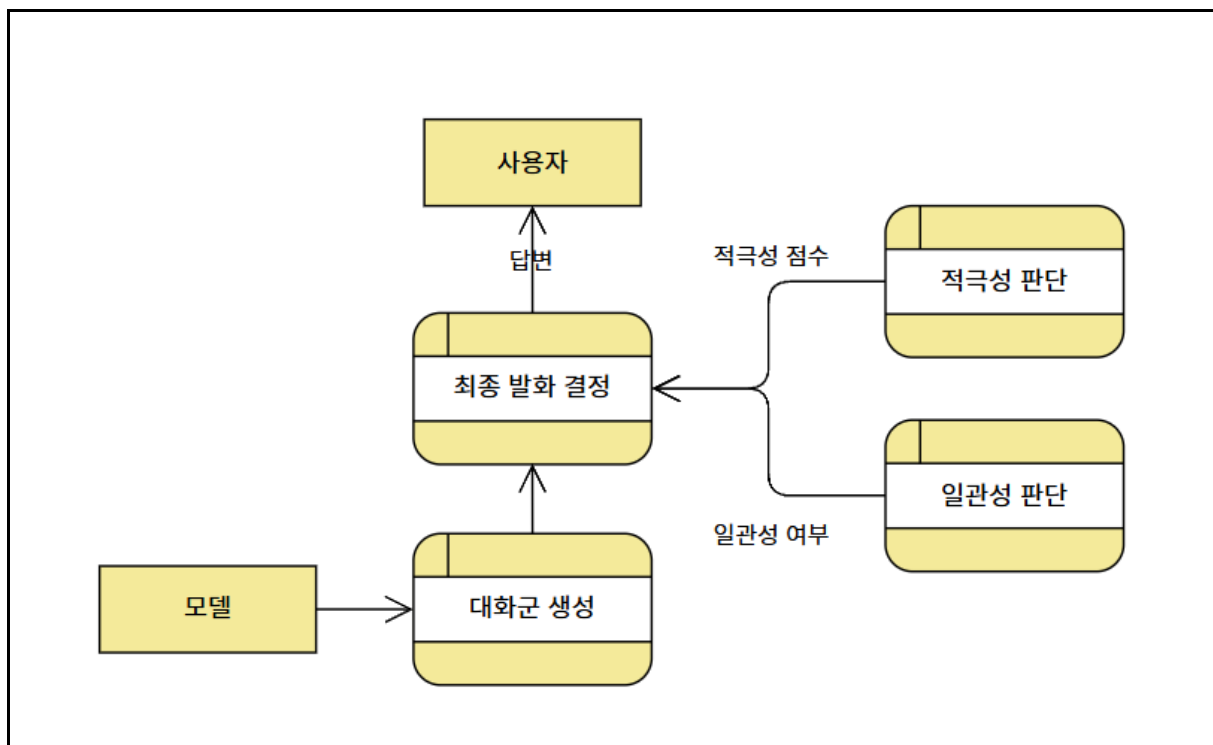 사용자
답변
적극성 점수
적극성 판단
최종 발화 결정
일관성 판단
일관성 여부
모델
대화군 생성